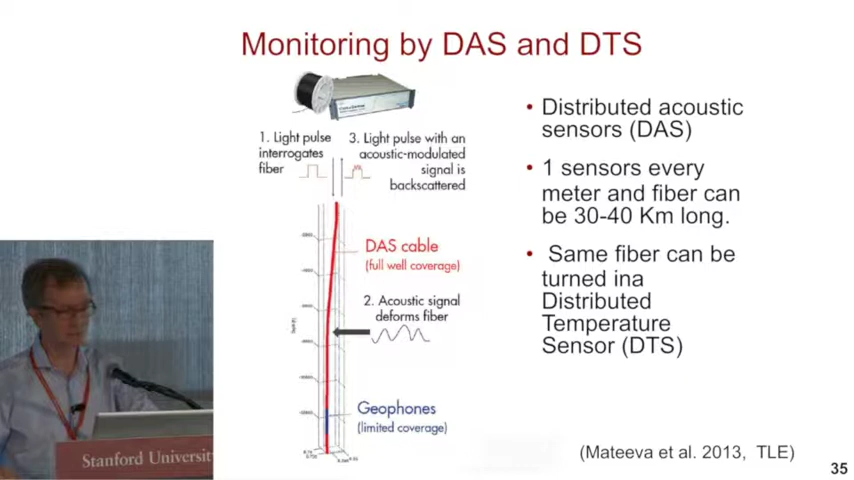 Monitoring by DAS and DTS
1. Light pulse
interrogates
fiber
3. Light pulse with an
acoustic-modulated
signal is
backscattered
DAS cable
(full well coverage)
2. Acoustic signal
deforms fiber
Geophones
(limited coverage)
• Distributed acoustic
sensors (DAS)
• 1 sensors every
meter and fiber can
be 30-40 Km long.
• Same fiber can be
turned ina
Distributed
Temperature
Sensor (DTS)
(Mateeva et al. 2013, TLE)
35
Stanford University